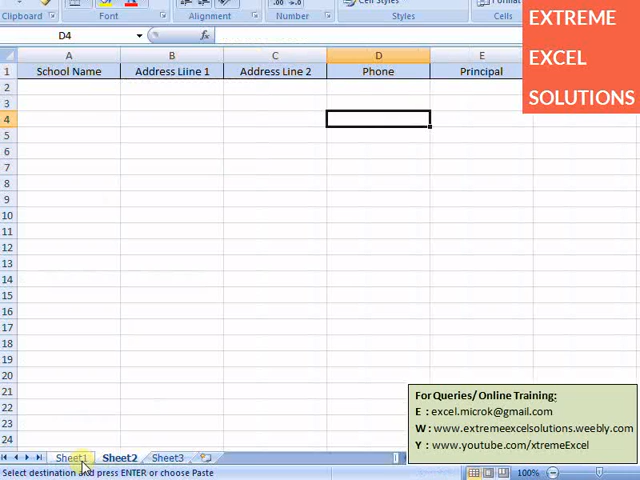 Cell Styles
Clipboard
Font
Alignment
Number
Styles
Cells
EXTREME
EXCEL
SOLUTIONS
D4
fx
A B C D E
1 School Name Address Liine 1 Address Line 2 Phone Principal
2
3
4
5
6
7
8
9
10
11
12
13
14
15
16
17
18
19
20
21
22
23
24
For Queries/ Online Training:
E : excel.microk@gmail.com
W : www.extremeexcelsolutions.weebly.com
Y : www.youtube.com/xtremeExcel
Sheet1 Sheet2 Sheet3
Select destination and press ENTER or choose Paste
100%